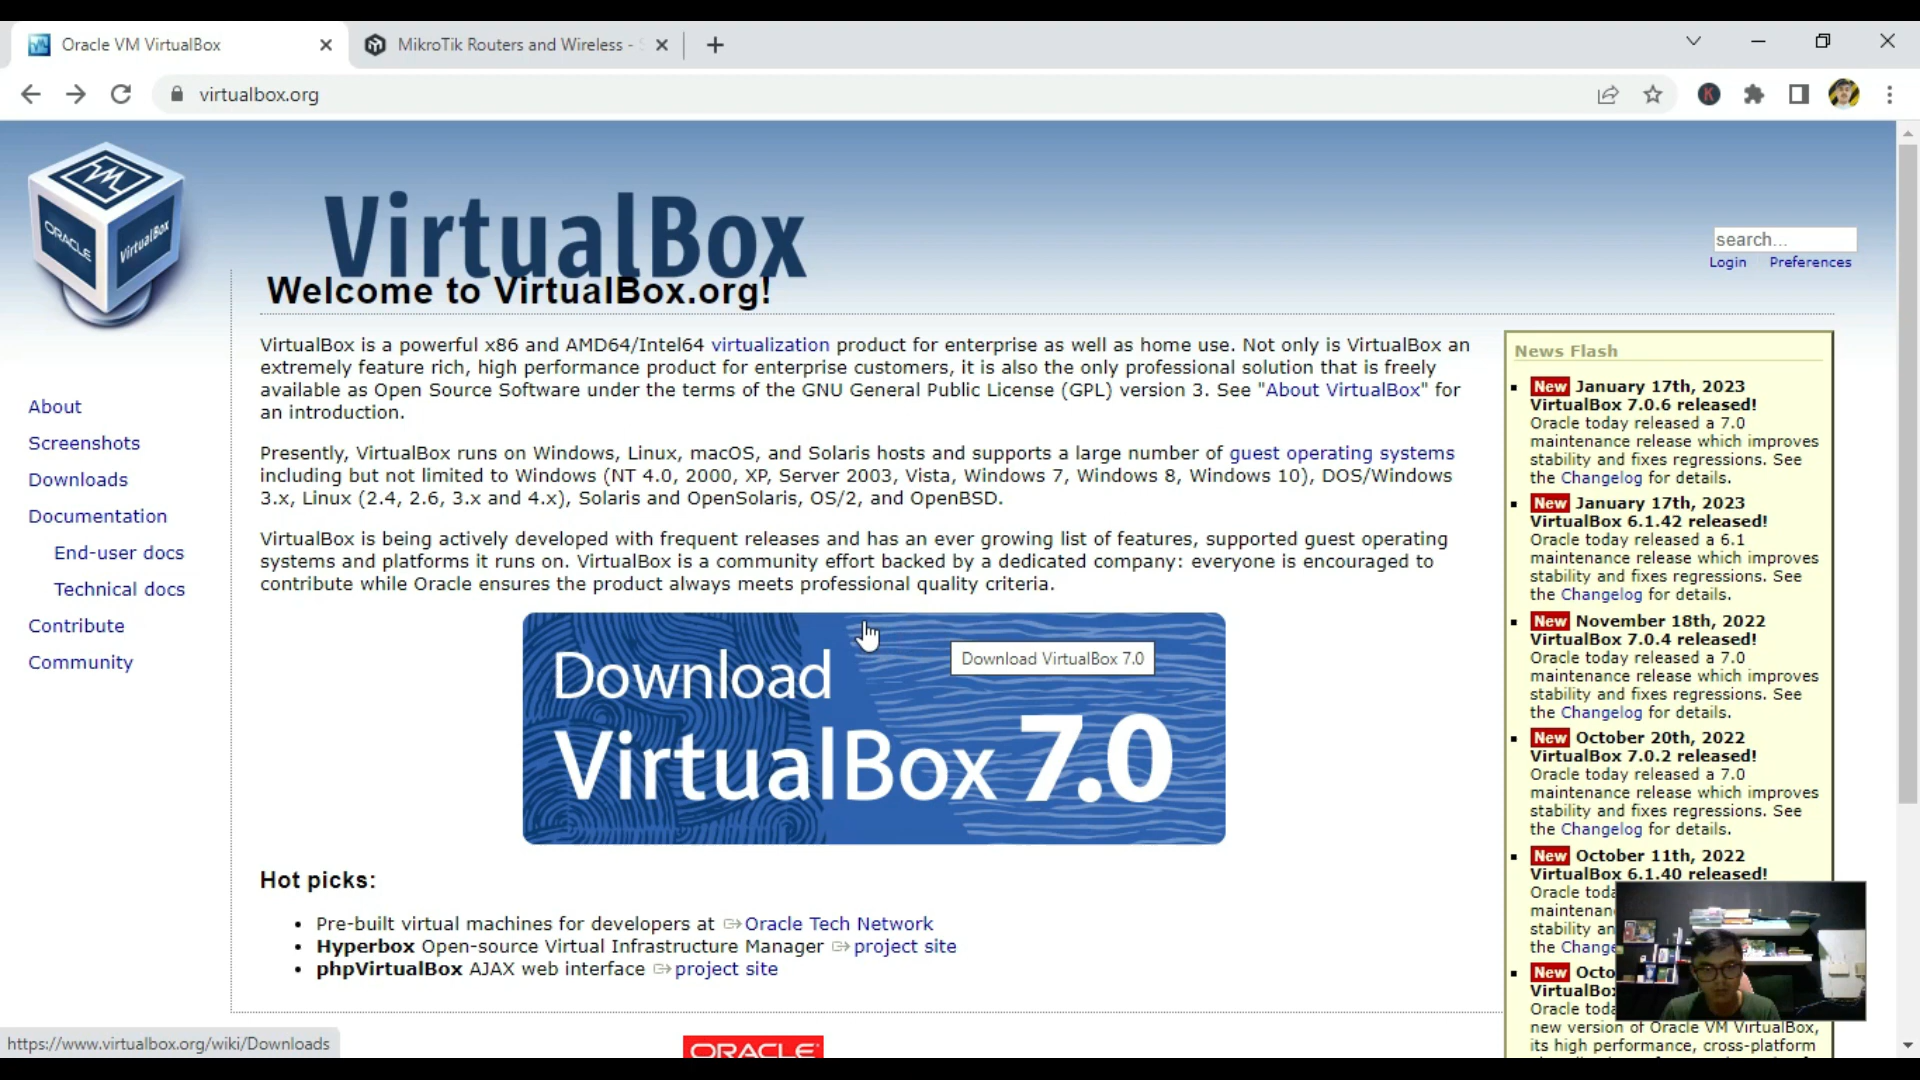 Oracle VM VirtualBox
MikroTik Routers and Wireless -
virtualbox.org
ORACLE
VirtualBox
VirtualBox
search...
Login Preferences
Welcome to VirtualBox.org!
VirtualBox is a powerful x86 and AMD64/Intel64 virtualization product for enterprise as well as home use. Not only is VirtualBox an
extremely feature rich, high performance product for enterprise customers, it is also the only professional solution that is freely
available as Open Source Software under the terms of the GNU General Public License (GPL) version 3. See "About VirtualBox" for
an introduction.
Presently, VirtualBox runs on Windows, Linux, macOS, and Solaris hosts and supports a large number of guest operating systems
including but not limited to Windows (NT 4.0, 2000, XP, Server 2003, Vista, Windows 7, Windows 8, Windows 10), DOS/Windows
3.x, Linux (2.4, 2.6, 3.x and 4.x), Solaris and OpenSolaris, OS/2, and OpenBSD.
VirtualBox is being actively developed with frequent releases and has an ever growing list of features, supported guest operating
systems and platforms it runs on. VirtualBox is a community effort backed by a dedicated company: everyone is encouraged to
contribute while Oracle ensures the product always meets professional quality criteria.
About
Screenshots
Downloads
Documentation
End-user docs
Technical docs
Contribute
Community
Download
VirtualBox 7.0
Download VirtualBox 7.0
Hot picks:
Pre-built virtual machines for developers at Oracle Tech Network
Hyperbox Open-source Virtual Infrastructure Manager project site
phpVirtualBox AJAX web interface project site
News Flash
New January 17th, 2023
VirtualBox 7.0.6 released!
Oracle today released a 7.0
maintenance release which improves
stability and fixes regressions. See
the Changelog for details.
New January 17th, 2023
VirtualBox 6.1.42 released!
Oracle today released a 6.1
maintenance release which improves
stability and fixes regressions. See
the Changelog for details.
New November 18th, 2022
VirtualBox 7.0.4 released!
Oracle today released a 7.0
maintenance release which improves
stability and fixes regressions. See
the Changelog for details.
New October 20th, 2022
VirtualBox 7.0.2 released!
Oracle today released a 7.0
maintenance release which improves
stability and fixes regressions. See
the Changelog for details.
New October 11th, 2022
VirtualBox 6.1.40 released!
Oracle toda
maintenan
stability an
the Change
New Octo
VirtualBox
Oracle toda
new version of Oracle VM VirtualBox,
its high performance, cross-platform
https://www.virtualbox.org/wiki/Downloads
ORACLE